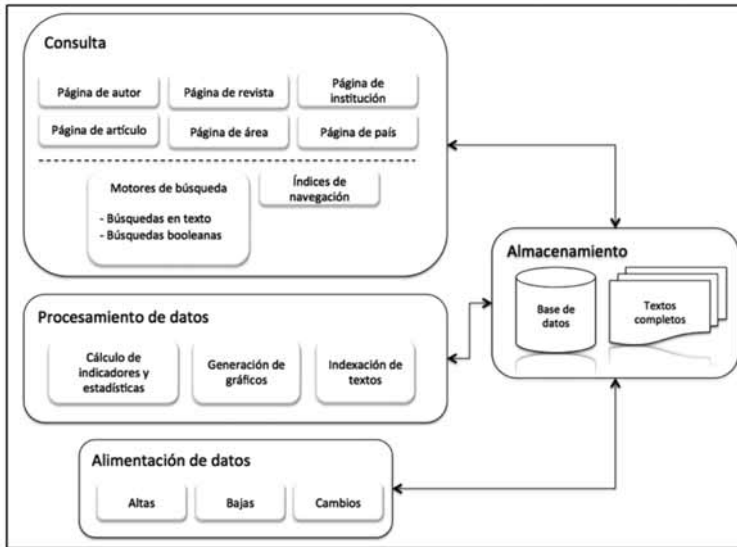 Consulta
Página de autor
Página de revista
Página de
institución
Página de artículo
Página de área
Página de país
Motores de búsqueda
- Búsquedas en texto
- Búsquedas booleanas
Índices de
navegación
Almacenamiento
Base de
datos
Textos
completos
Procesamiento de datos
Cálculo de
indicadores y
estadísticas
Generación de
gráficos
Indexación de
textos
Alimentación de datos
Altas
Bajas
Cambios